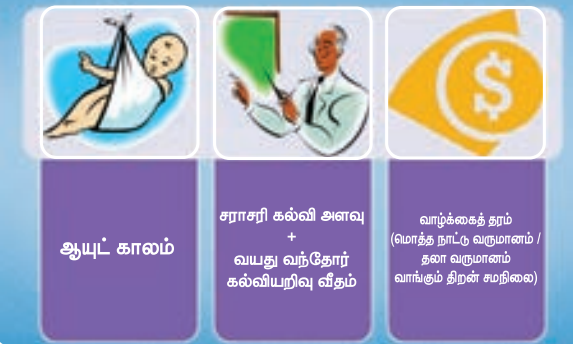 $
ஆயுட் காலம்
சராசரி கல்வி அளவு
+
வயது வந்தோர்
கல்வியறிவு வீதம்
வாழ்க்கைத் தரம்
(மொத்த நாட்டு வருமானம் /
தலா வருமானம்
வாங்கும் திறன் சமநிலை)